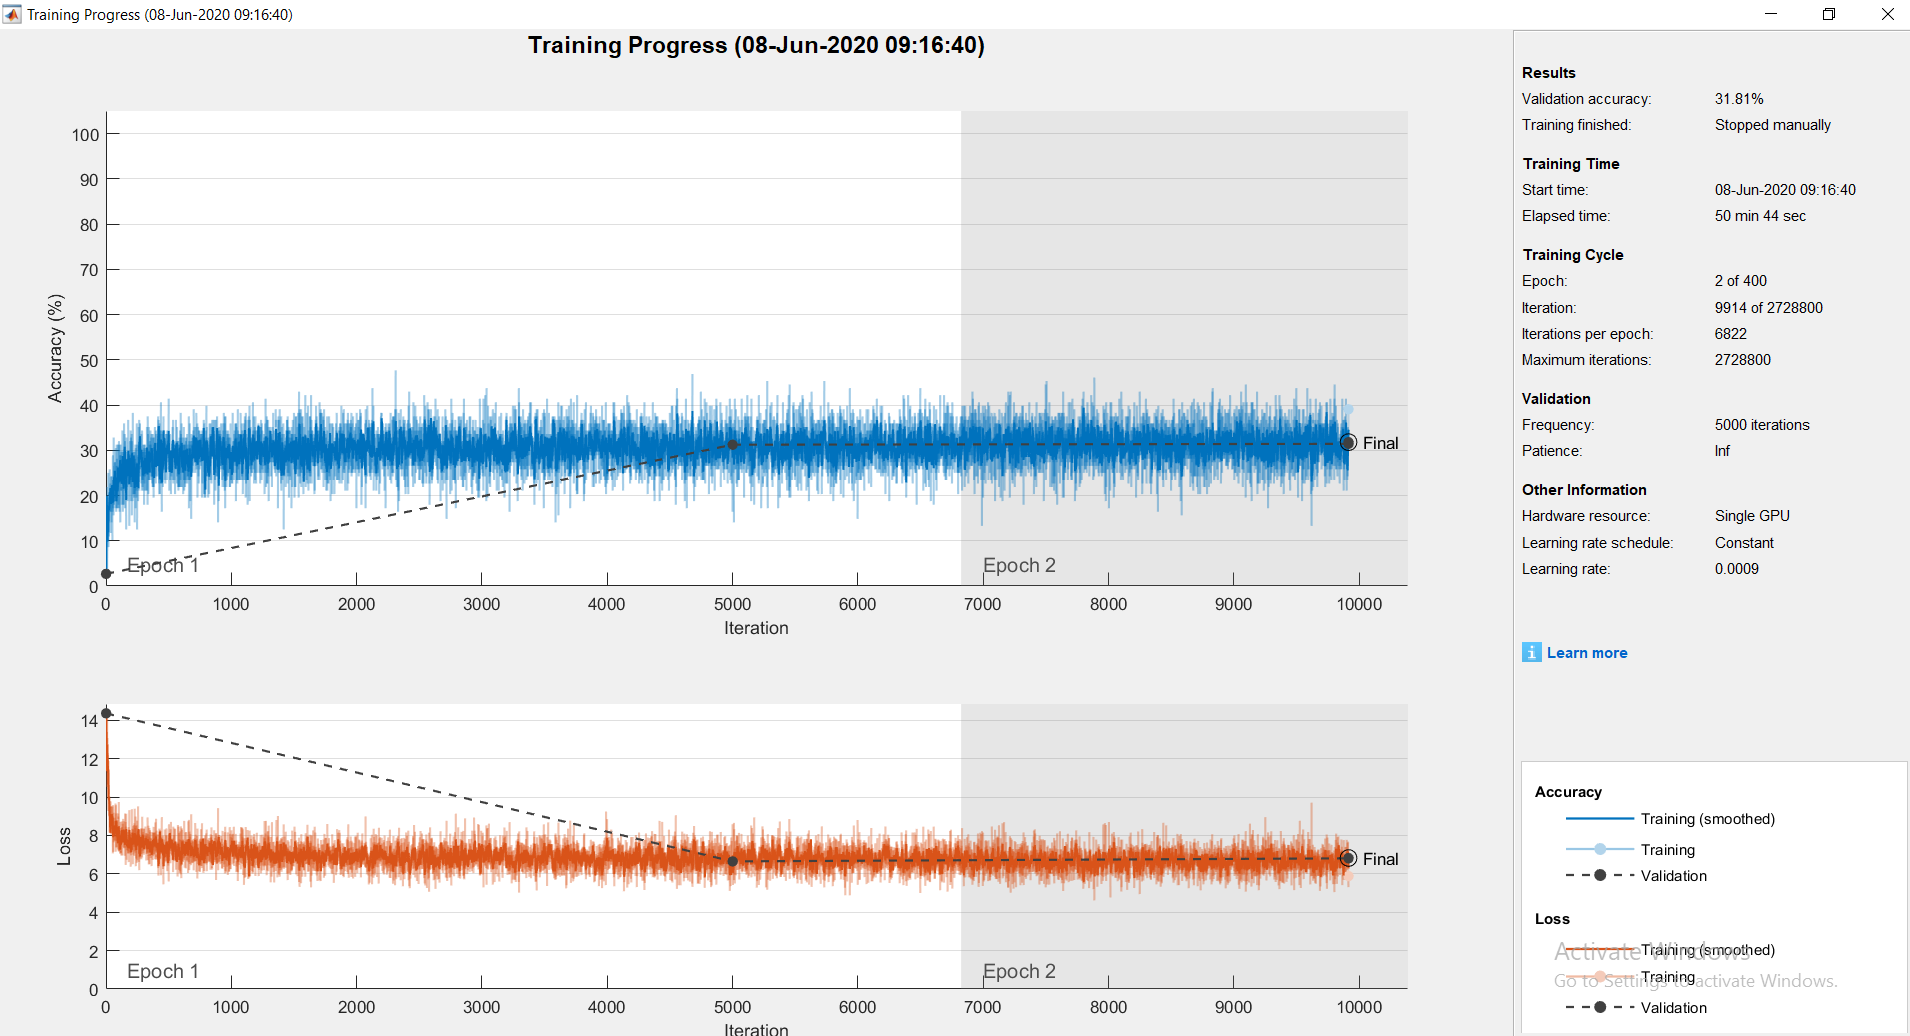 Training Progress (08-Jun-2020 09:16:40)
Training Progress (08-Jun-2020 09:16:40)
100
90
80
70
60
50
40
30
20
10
0
Accuracy (%)
Final
Epoch 1
Epoch 2
0 1000 2000 3000 4000 5000 6000 7000 8000 9000 10000
Iteration
14
12
10
8
6
4
2
0
Loss
Final
Epoch 1
Epoch 2
0 1000 2000 3000 4000 5000 6000 7000 8000 9000 10000
Iteration
Results
Validation accuracy: 31.81%
Training finished: Stopped manually
Training Time
Start time: 08-Jun-2020 09:16:40
Elapsed time: 50 min 44 sec
Training Cycle
Epoch: 2 of 400
Iteration: 9914 of 2728800
Iterations per epoch: 6822
Maximum iterations: 2728800
Validation
Frequency: 5000 iterations
Patience: Inf
Other Information
Hardware resource: Single GPU
Learning rate schedule: Constant
Learning rate: 0.0009
i Learn more
Accuracy
Training (smoothed)
Training
Validation
Loss
Training (smoothed)
Training
Validation
Activate Windows
Go to Settings to activate Windows.